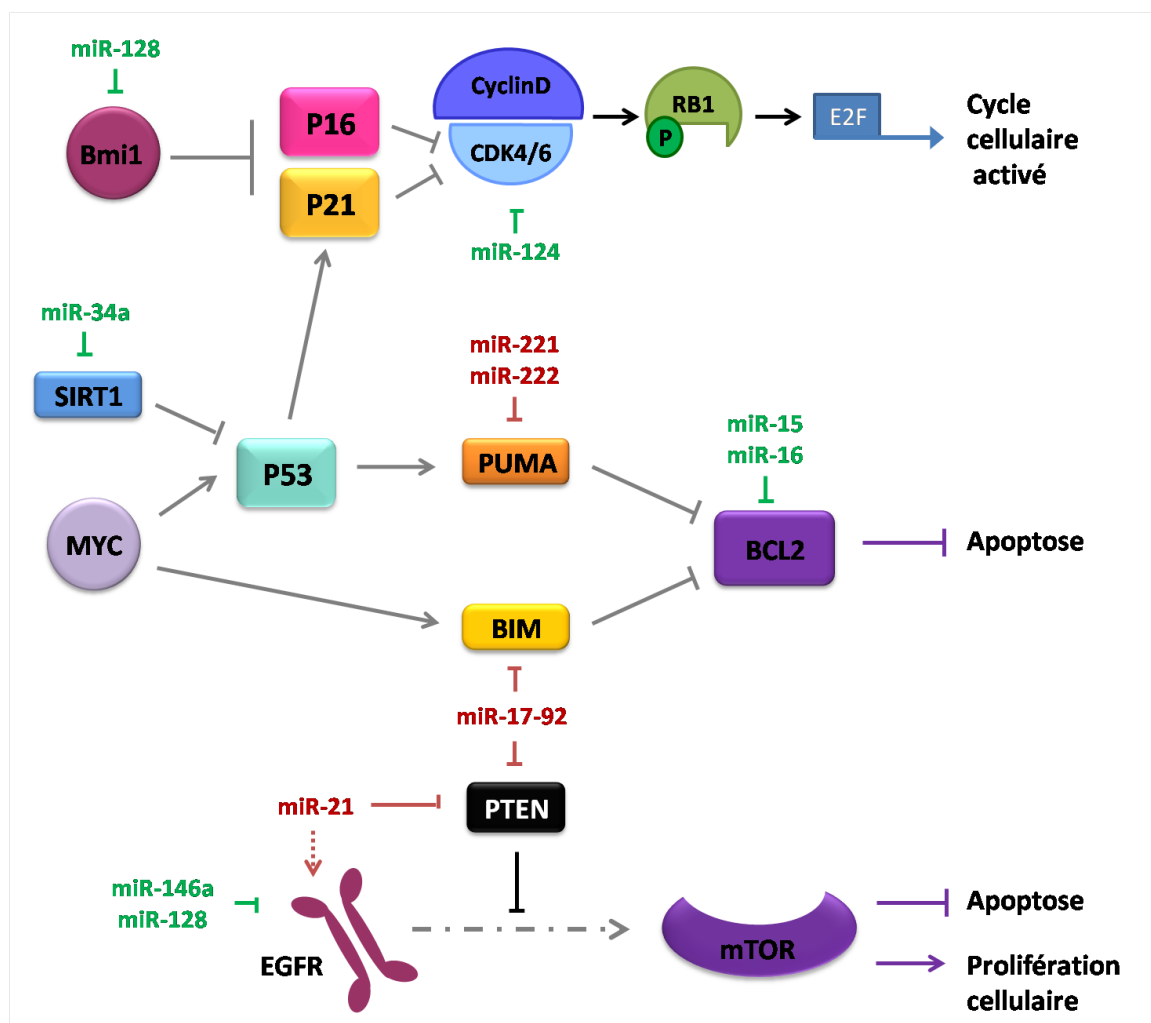 miR-128
Bmi1
P16
P21
CyclinD
CDK4/6
miR-124
RB1
P
E2F
Cycle
cellulaire
activé
miR-34a
SIRT1
P53
MYC
miR-221
miR-222
PUMA
miR-15
miR-16
BCL2
Apoptose
BIM
miR-17-92
PTEN
miR-21
miR-146a
miR-128
EGFR
mTOR
Apoptose
Prolifération
cellulaire